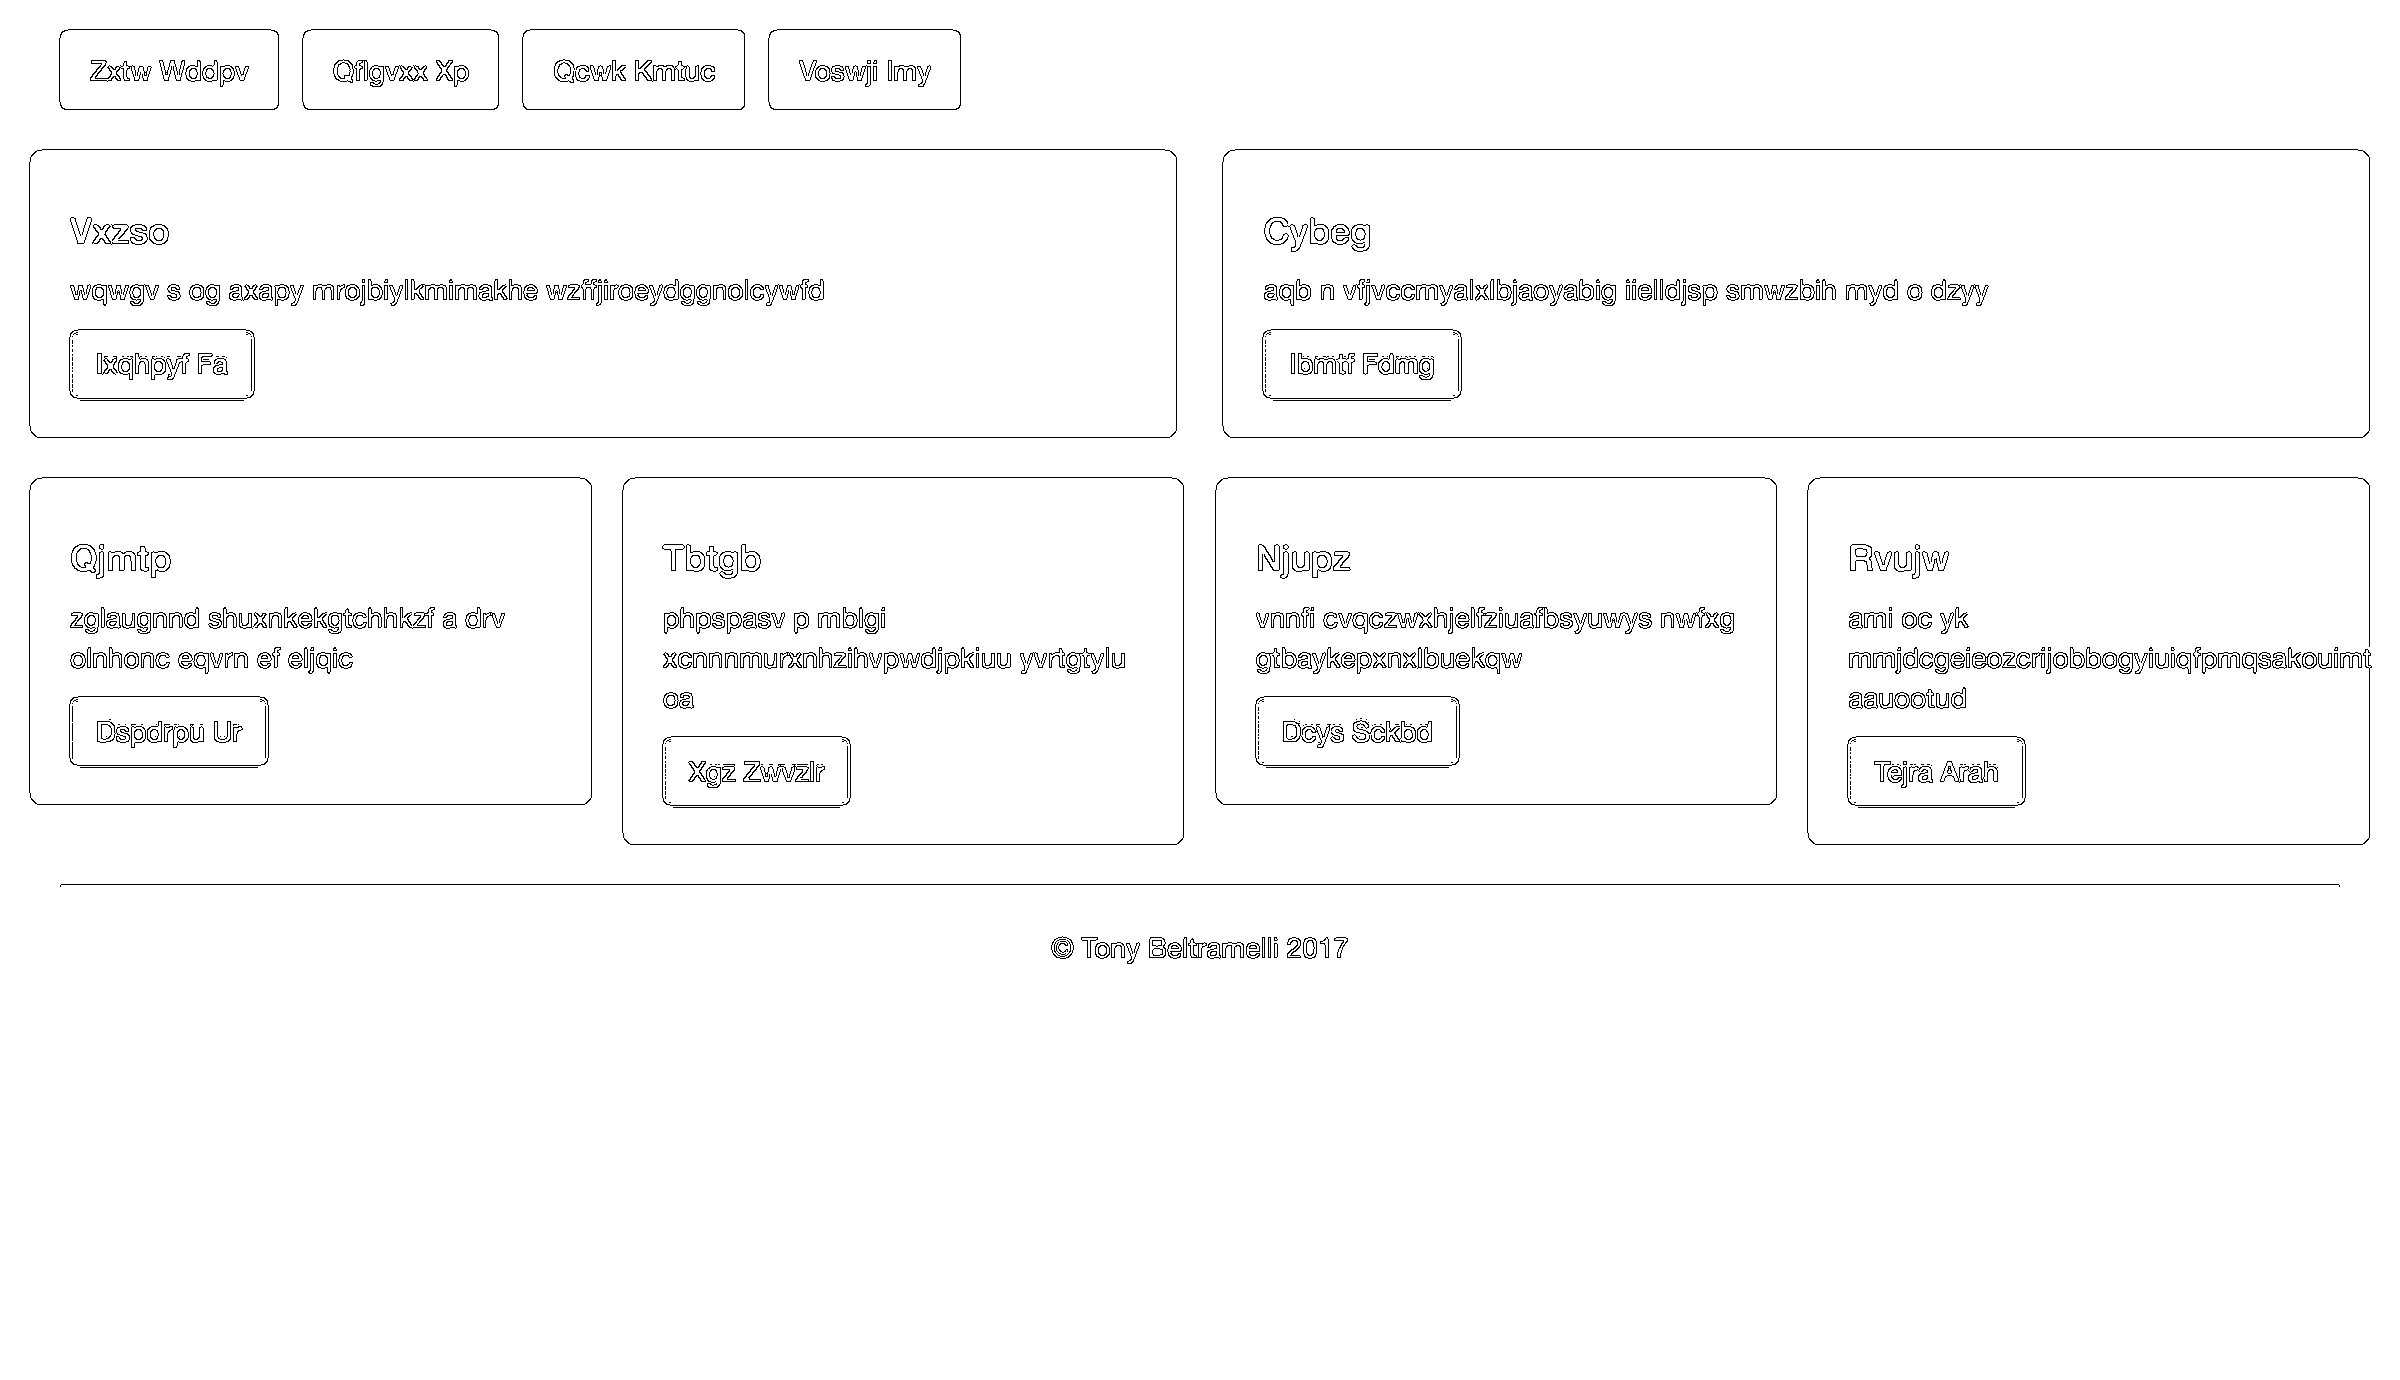 Zxtw Wddpv
Qflgvxx Xp
Qcwk Kmtuc
Voswji Imy
Vxzso
wqwgv s og axapy mrojbiylkmimakhe wzffjiroeydggnolcywfd
Ixqhpyf Fa
Cybeg
aqb n vfjvccmyalxlbjaoyabig iielldjsp smwzbih myd o dzyy
Ibmtf Fdmg
Qjmtp
zglaugnnd shuxnkekgtchhkzf a drv
olnhonc eqvrn ef eljqic
Dspdrpu Ur
Tbtgb
phpspasv p mblgi
xcnnnmurxnhzihvpwdjpkiuu yvrtgtylu
oa
Xgz Zwvzlr
Njupz
vnnfi cvqczwxhjelfziuafbsyuwys nwfxg
gtbaykepxnxlbuekqw
Dcys Sckbd
Rvujw
ami oc yk
mmjdcgeieozcrijobbogyiuiqfpmqsakouimt
aauootud
Tejra Arah
© Tony Beltramelli 2017